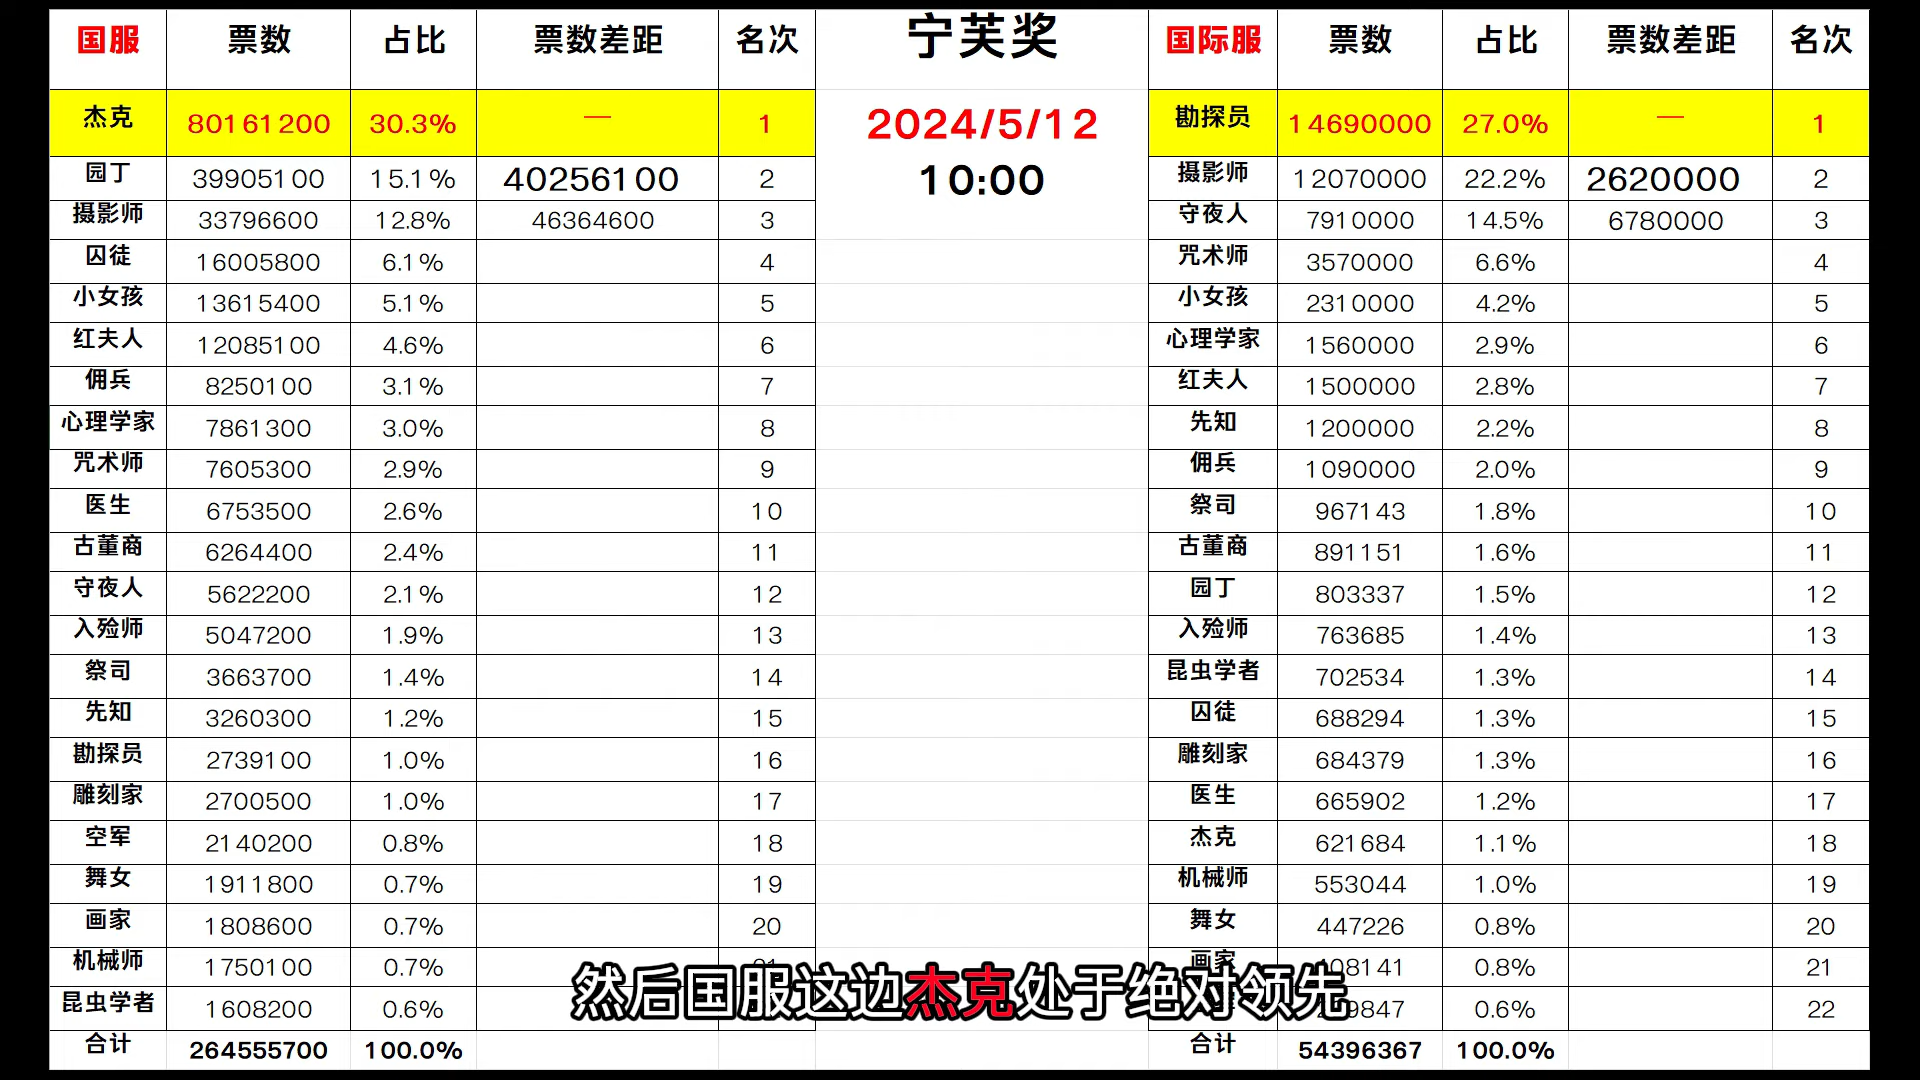 国服 票数 占比 票数差距 名次 宁芙奖 国际服 票数 占比 票数差距 名次
杰克 80161200 30.3% — 1 2024/5/12 勘探员 14690000 27.0% — 1
园丁 39905100 15.1% 40256100 2 10:00 摄影师 12070000 22.2% 2620000 2
摄影师 33796600 12.8% 46364600 3 守夜人 7910000 14.5% 6780000 3
囚徒 16005800 6.1% 4 咒术师 3570000 6.6% 4
小女孩 13615400 5.1% 5 小女孩 2310000 4.2% 5
红夫人 12085100 4.6% 6 心理学家 1560000 2.9% 6
佣兵 8250100 3.1% 7 红夫人 1500000 2.8% 7
心理学家 7861300 3.0% 8 先知 1200000 2.2% 8
咒术师 7605300 2.9% 9 佣兵 1090000 2.0% 9
医生 6753500 2.6% 10 祭司 967143 1.8% 10
古董商 6264400 2.4% 11 古董商 891151 1.6% 11
守夜人 5622200 2.1% 12 园丁 803337 1.5% 12
入殓师 5047200 1.9% 13 入殓师 763685 1.4% 13
祭司 3663700 1.4% 14 昆虫学者 702534 1.3% 14
先知 3260300 1.2% 15 囚徒 688294 1.3% 15
勘探员 2739100 1.0% 16 雕刻家 684379 1.3% 16
雕刻家 2700500 1.0% 17 医生 665902 1.2% 17
空军 2140200 0.8% 18 杰克 621684 1.1% 18
舞女 1911800 0.7% 19 机械师 553044 1.0% 19
画家 1808600 0.7% 20 舞女 447226 0.8% 20
机械师 1750100 0.7% 画家 0.8% 21
昆虫学者 1608200 0.6% 0.6% 22
然后国服这边杰克处于绝对领先
合计 264555700 100.0% 合计 54396367 100.0%